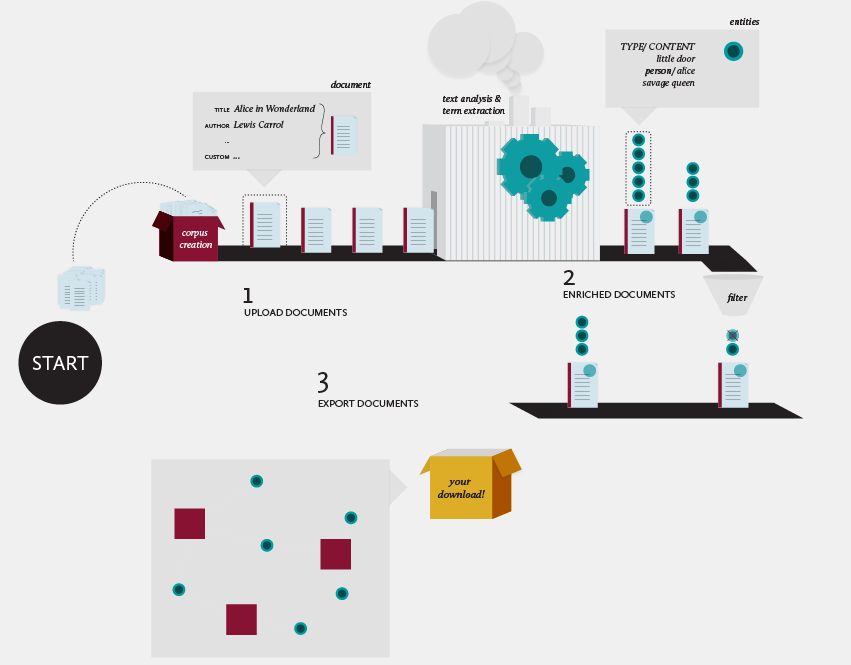 entities
TYPE/ CONTENT
little door
person/ alice
savage queen
document
TITLE Alice in Wonderland
AUTHOR Lewis Carrol
...
CUSTOM ...
text analysis &
term extraction
corpus
creation
1
UPLOAD DOCUMENTS
2
ENRICHED DOCUMENTS
filter
START
3
EXPORT DOCUMENTS
your
download!